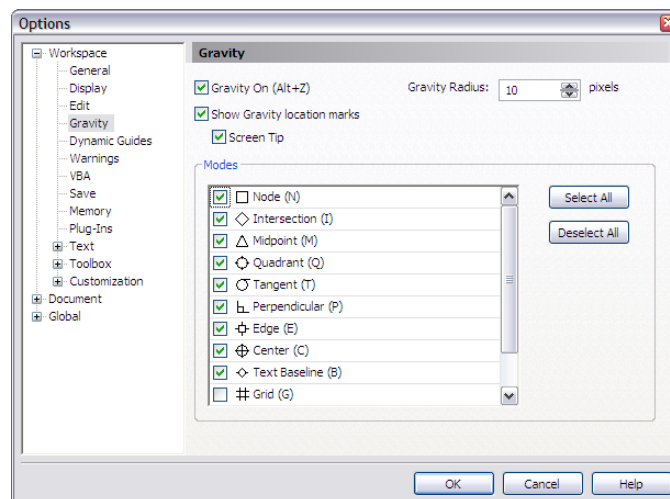 Options
Workspace
General
Display
Edit
Gravity
Dynamic Guides
Warnings
VBA
Save
Memory
Plug-Ins
Text
Toolbox
Customization
Document
Global
Gravity
Gravity On (Alt+Z)
Gravity Radius: 10 pixels
Show Gravity location marks
Screen Tip
Modes
Node (N)
Intersection (I)
Midpoint (M)
Quadrant (Q)
Tangent (T)
Perpendicular (P)
Edge (E)
Center (C)
Text Baseline (B)
Grid (G)
Select All
Deselect All
OK Cancel Help